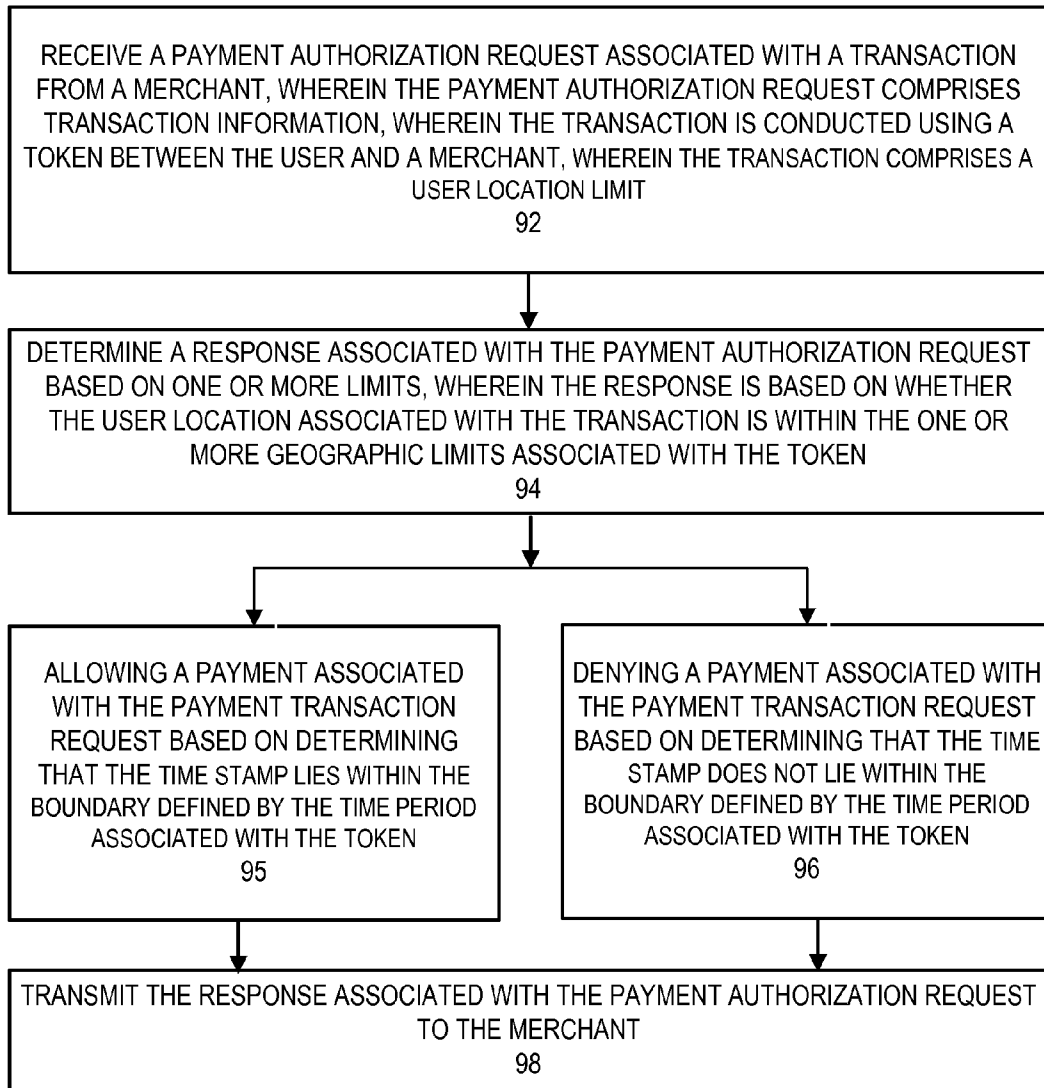 RECEIVE A PAYMENT AUTHORIZATION REQUEST ASSOCIATED WITH A TRANSACTION
FROM A MERCHANT, WHEREIN THE PAYMENT AUTHORIZATION REQUEST COMPRISES
TRANSACTION INFORMATION, WHEREIN THE TRANSACTION IS CONDUCTED USING A
TOKEN BETWEEN THE USER AND A MERCHANT, WHEREIN THE TRANSACTION COMPRISES A
USER LOCATION LIMIT
92
DETERMINE A RESPONSE ASSOCIATED WITH THE PAYMENT AUTHORIZATION REQUEST
BASED ON ONE OR MORE LIMITS, WHEREIN THE RESPONSE IS BASED ON WHETHER
THE USER LOCATION ASSOCIATED WITH THE TRANSACTION IS WITHIN THE ONE OR
MORE GEOGRAPHIC LIMITS ASSOCIATED WITH THE TOKEN
94
ALLOWING A PAYMENT ASSOCIATED
WITH THE PAYMENT TRANSACTION
REQUEST BASED ON DETERMINING
THAT THE TIME STAMP LIES WITHIN THE
BOUNDARY DEFINED BY THE TIME PERIOD
ASSOCIATED WITH THE TOKEN
95
DENYING A PAYMENT ASSOCIATED WITH
THE PAYMENT TRANSACTION REQUEST
BASED ON DETERMINING THAT THE TIME
STAMP DOES NOT LIE WITHIN THE
BOUNDARY DEFINED BY THE TIME PERIOD
ASSOCIATED WITH THE TOKEN
96
TRANSMIT THE RESPONSE ASSOCIATED WITH THE PAYMENT AUTHORIZATION REQUEST
TO THE MERCHANT
98